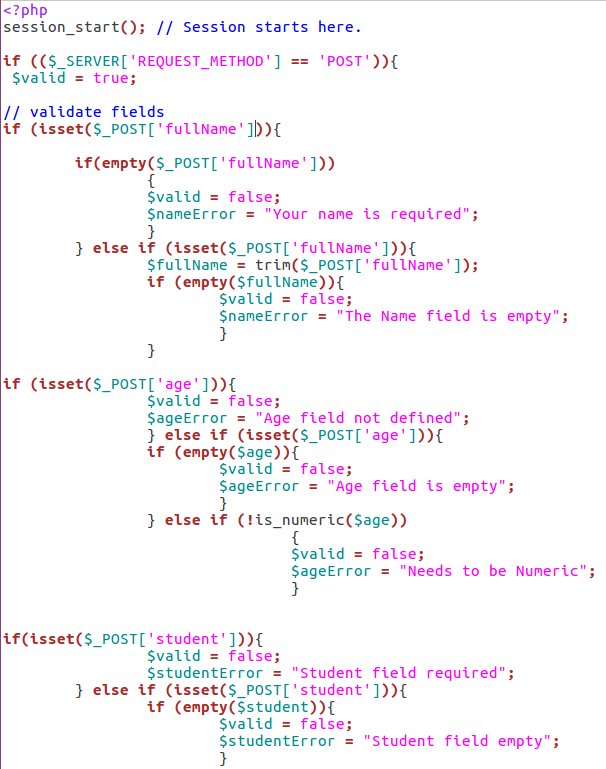 <?php
session_start(); // Session starts here.
if (($_SERVER['REQUEST_METHOD'] == 'POST')){
$valid = true;
// validate fields
if (isset($_POST['fullName'])){
if(empty($_POST['fullName']))
{
$valid = false;
$nameError = "Your name is required";
}
} else if (isset($_POST['fullName'])){
$fullName = trim($_POST['fullName']);
if (empty($fullName)){
$valid = false;
$nameError = "The Name field is empty";
}
}
if (isset($_POST['age'])){
$valid = false;
$ageError = "Age field not defined";
} else if (isset($_POST['age'])){
if (empty($age)){
$valid = false;
$ageError = "Age field is empty";
}
} else if (!is_numeric($age))
{
$valid = false;
$ageError = "Needs to be Numeric";
}
if(isset($_POST['student'])){
$valid = false;
$studentError = "Student field required";
} else if (isset($_POST['student'])){
if (empty($student)){
$valid = false;
$studentError = "Student field empty";
}